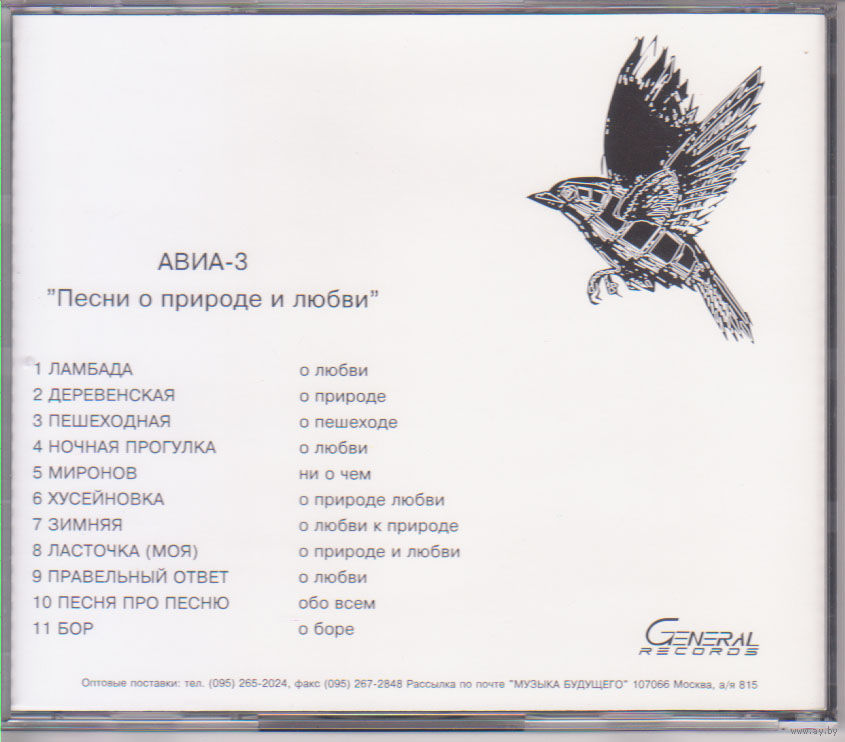 АВИА-3
"Песни о природе и любви"
1 ЛАМБАДА о любви
2 ДЕРЕВЕНСКАЯ о природе
3 ПЕШЕХОДНАЯ о пешеходе
4 НОЧНАЯ ПРОГУЛКА о любви
5 МИРОНОВ ни о чем
6 ХУСЕЙНОВКА о природе любви
7 ЗИМНЯЯ о любви к природе
8 ЛАСТОЧКА (МОЯ) о природе и любви
9 ПРАВЕЛЬНЫЙ ОТВЕТ о любви
10 ПЕСНЯ ПРО ПЕСНЮ обо всем
11 БОР о боре
GENERAL
RECORDS
Оптовые поставки: тел. (095) 265-2024, факс (095) 267-2848 Рассылка по почте "МУЗЫКА БУДУЩЕГО" 107066 Москва, а/я 815
www.ay.by